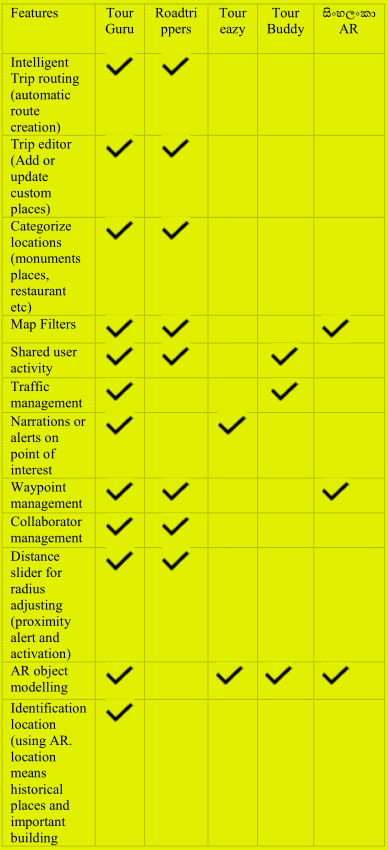 Features Tour Roadtri Tour Tour සිංහලංකා
Guru ppers eazy Buddy AR
Intelligent ✓ ✓
Trip routing
(automatic
route
creation)
Trip editor ✓ ✓
(Add or
update
custom
places)
Categorize ✓ ✓
locations
(monuments
places,
restaurant
etc)
Map Filters ✓ ✓ ✓
Shared user ✓ ✓ ✓
activity
Traffic ✓ ✓
management
Narrations or ✓ ✓
alerts on
point of
interest
Waypoint ✓ ✓ ✓
management
Collaborator ✓ ✓
management
Distance ✓ ✓
slider for
radius
adjusting
(proximity
alert and
activation)
AR object ✓ ✓ ✓ ✓
modelling
Identification ✓
location
(using AR.
location
means
historical
places and
important
building